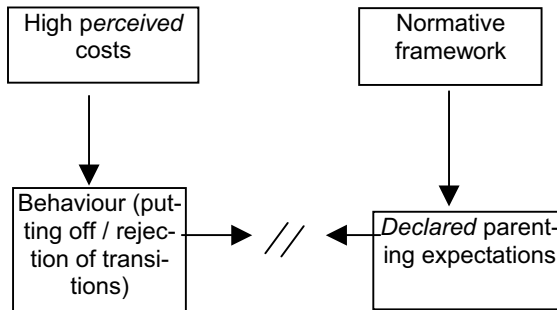 High perceived
costs
Normative
framework
Behaviour (put-
ting off / rejec-
tion of transi-
tions)
//
Declared parent-
ing expectations